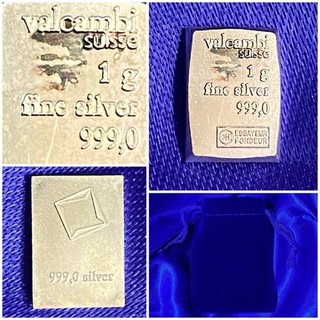 valcambi
suisse
1 g
fine silver
999,0
valcambi
suisse
1 g
fine silver
999,0
ESSAYEUR
FONDEUR
999,0 silver